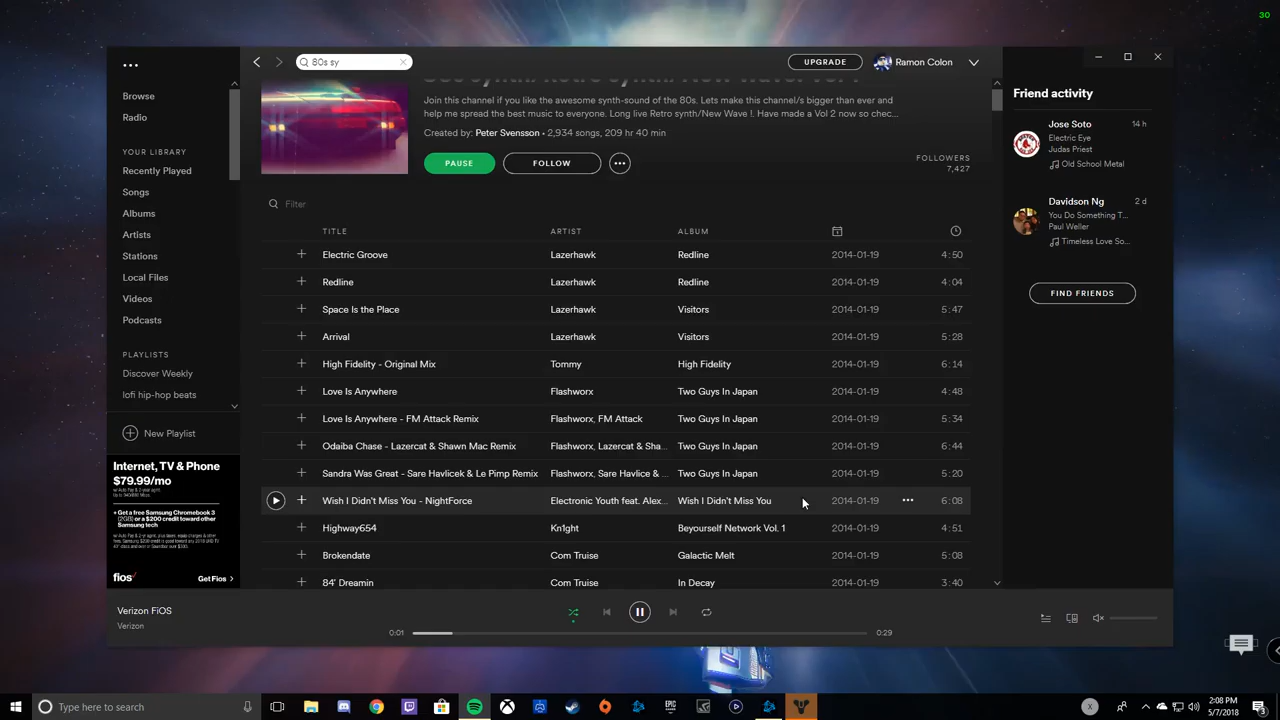 30
80s sy
UPGRADE
Ramon Colon
Browse
Radio
YOUR LIBRARY
Recently Played
Songs
Albums
Artists
Stations
Local Files
Videos
Podcasts
PLAYLISTS
Discover Weekly
lofi hip-hop beats
New Playlist
Internet, TV & Phone
$79.99/mo
+ Get a free Samsung Chromebook 3
(2GB) or a $200 credit toward other
Samsung tech
fios
Get Fios >
Join this channel if you like the awesome synth-sound of the 80s. Lets make this channel/s bigger than ever and
help me spread the best music to everyone. Long live Retro synth/New Wave !. Have made a Vol 2 now so chec...
Created by: Peter Svensson • 2,934 songs, 209 hr 40 min
PAUSE
FOLLOW
FOLLOWERS
7,427
Filter
TITLE ARTIST ALBUM
Electric Groove Lazerhawk Redline 2014-01-19 4:50
Redline Lazerhawk Redline 2014-01-19 4:04
Space Is the Place Lazerhawk Visitors 2014-01-19 5:47
Arrival Lazerhawk Visitors 2014-01-19 5:28
High Fidelity - Original Mix Tommy High Fidelity 2014-01-19 6:14
Love Is Anywhere Flashworx Two Guys In Japan 2014-01-19 4:48
Love Is Anywhere - FM Attack Remix Flashworx, FM Attack Two Guys In Japan 2014-01-19 5:34
Odaiba Chase - Lazercat & Shawn Mac Remix Flashworx, Lazercat & Sha... Two Guys In Japan 2014-01-19 6:44
Sandra Was Great - Sare Havlicek & Le Pimp Remix Flashworx, Sare Havlice & ... Two Guys In Japan 2014-01-19 5:20
Wish I Didn't Miss You - NightForce Electronic Youth feat. Alex... Wish I Didn't Miss You 2014-01-19 6:08
Highway654 Kn1ght Beyourself Network Vol. 1 2014-01-19 4:51
Brokendate Com Truise Galactic Melt 2014-01-19 5:08
84' Dreamin Com Truise In Decay 2014-01-19 3:40
Friend activity
Jose Soto 14 h
Electric Eye
Judas Priest
Old School Metal
Davidson Ng 2 d
You Do Something T...
Paul Weller
Timeless Love So...
FIND FRIENDS
Verizon FiOS
Verizon
0:01
0:29
Type here to search
EPIC
GAMES
X
2:08 PM
5/7/2018
3